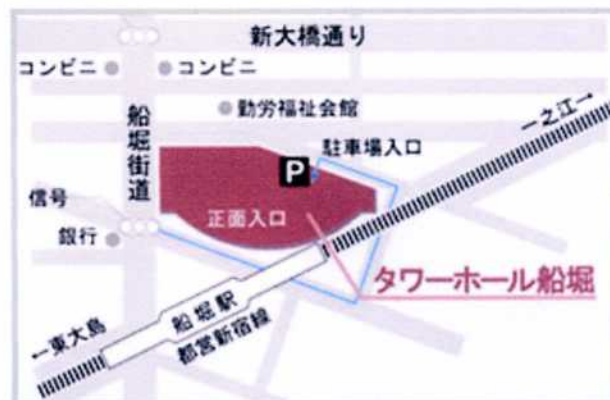 新大橋通り
コンビニ
コンビニ
勤労福祉会館
船堀街道
一之江→
駐車場入口
P
信号
正面入口
銀行
タワーホール船堀
船堀駅
←東大島
都営新宿線